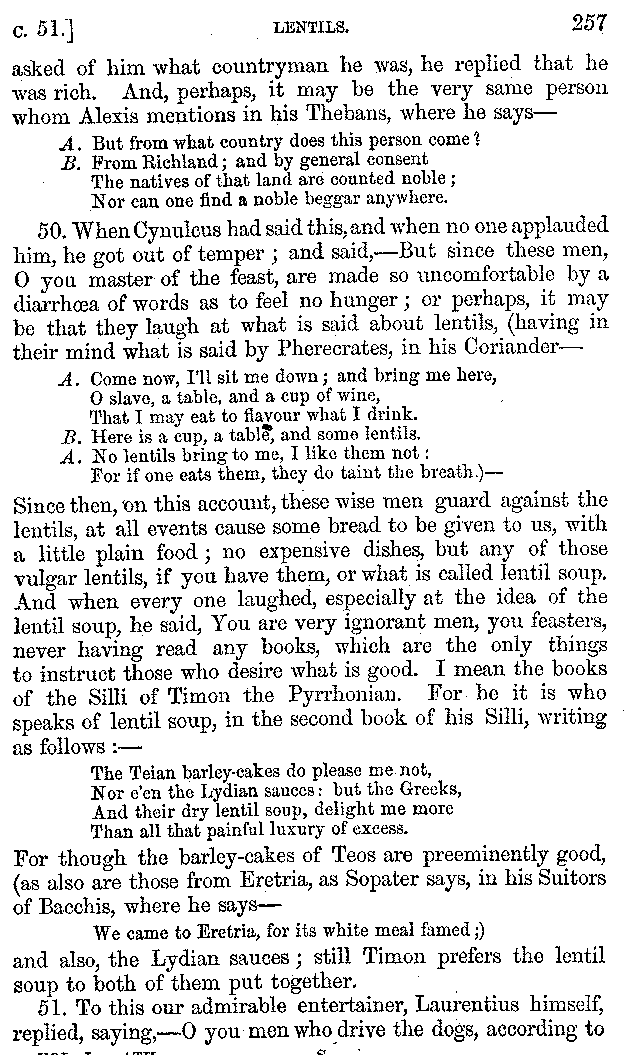 c. 51.] LENTILS. 257
asked of him what countryman he was, he replied that he
was rich. And, perhaps, it may be the very same person
whom Alexis mentions in his Thebans, where he says—
A. But from what country does this person come?
B. From Richland; and by general consent
The natives of that land are counted noble;
Nor can one find a noble beggar anywhere.
50. When Cynulcus had said this, and when no one applauded
him, he got out of temper; and said,—But since these men,
O you master of the feast, are made so uncomfortable by a
diarrhœa of words as to feel no hunger; or perhaps, it may
be that they laugh at what is said about lentils, (having in
their mind what is said by Pherecrates, in his Coriander—
A. Come now, I'll sit me down; and bring me here,
O slave, a table, and a cup of wine,
That I may eat to flavour what I drink.
B. Here is a cup, a table, and some lentils.
A. No lentils bring to me, I like them not:
For if one eats them, they do taint the breath.)—
Since then, on this account, these wise men guard against the
lentils, at all events cause some bread to be given to us, with
a little plain food; no expensive dishes, but any of those
vulgar lentils, if you have them, or what is called lentil soup.
And when every one laughed, especially at the idea of the
lentil soup, he said, You are very ignorant men, you feasters,
never having read any books, which are the only things
to instruct those who desire what is good. I mean the books
of the Silli of Timon the Pyrrhonian. For he it is who
speaks of lentil soup, in the second book of his Silli, writing
as follows:—
The Teian barley-cakes do please me not,
Nor e'en the Lydian sauces: but the Greeks,
And their dry lentil soup, delight me more
Than all that painful luxury of excess.
For though the barley-cakes of Teos are preeminently good,
(as also are those from Eretria, as Sopater says, in his Suitors
of Bacchis, where he says—
We came to Eretria, for its white meal famed;)
and also, the Lydian sauces; still Timon prefers the lentil
soup to both of them put together.
51. To this our admirable entertainer, Laurentius himself,
replied, saying,—O you men who drive the dogs, according to